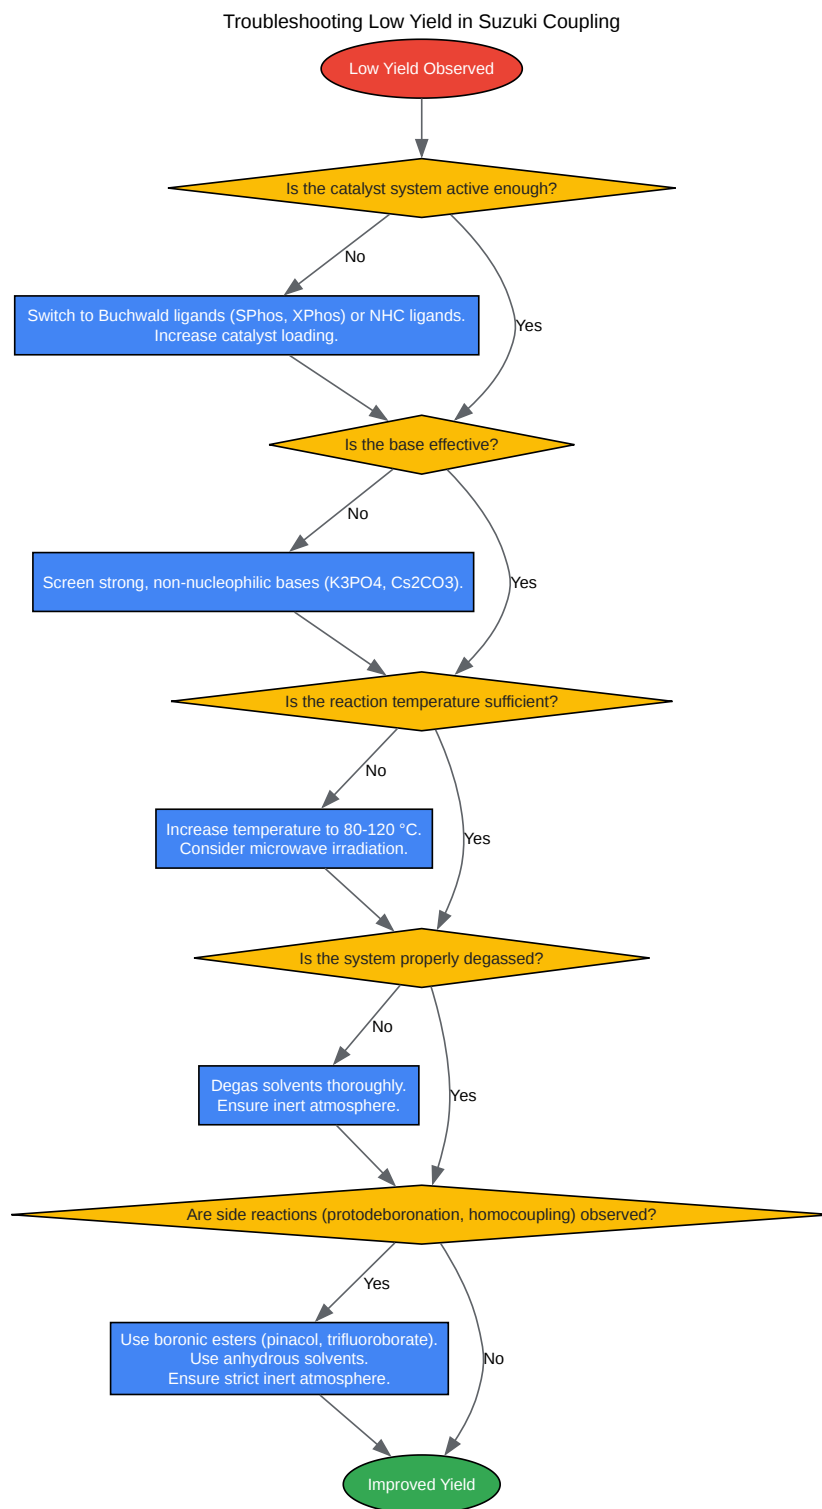 Troubleshooting Low Yield in Suzuki Coupling
Low Yield Observed
Is the catalyst system active enough?
No
Yes
Switch to Buchwald ligands (SPhos, XPhos) or NHC ligands.
Increase catalyst loading.
Is the base effective?
No
Yes
Screen strong, non-nucleophilic bases (K3PO4, Cs2CO3).
Is the reaction temperature sufficient?
No
Yes
Increase temperature to 80-120 °C.
Consider microwave irradiation.
Is the system properly degassed?
No
Yes
Degas solvents thoroughly.
Ensure inert atmosphere.
Are side reactions (protodeboronation, homocoupling) observed?
Yes
No
Use boronic esters (pinacol, trifluoroborate).
Use anhydrous solvents.
Ensure strict inert atmosphere.
Improved Yield